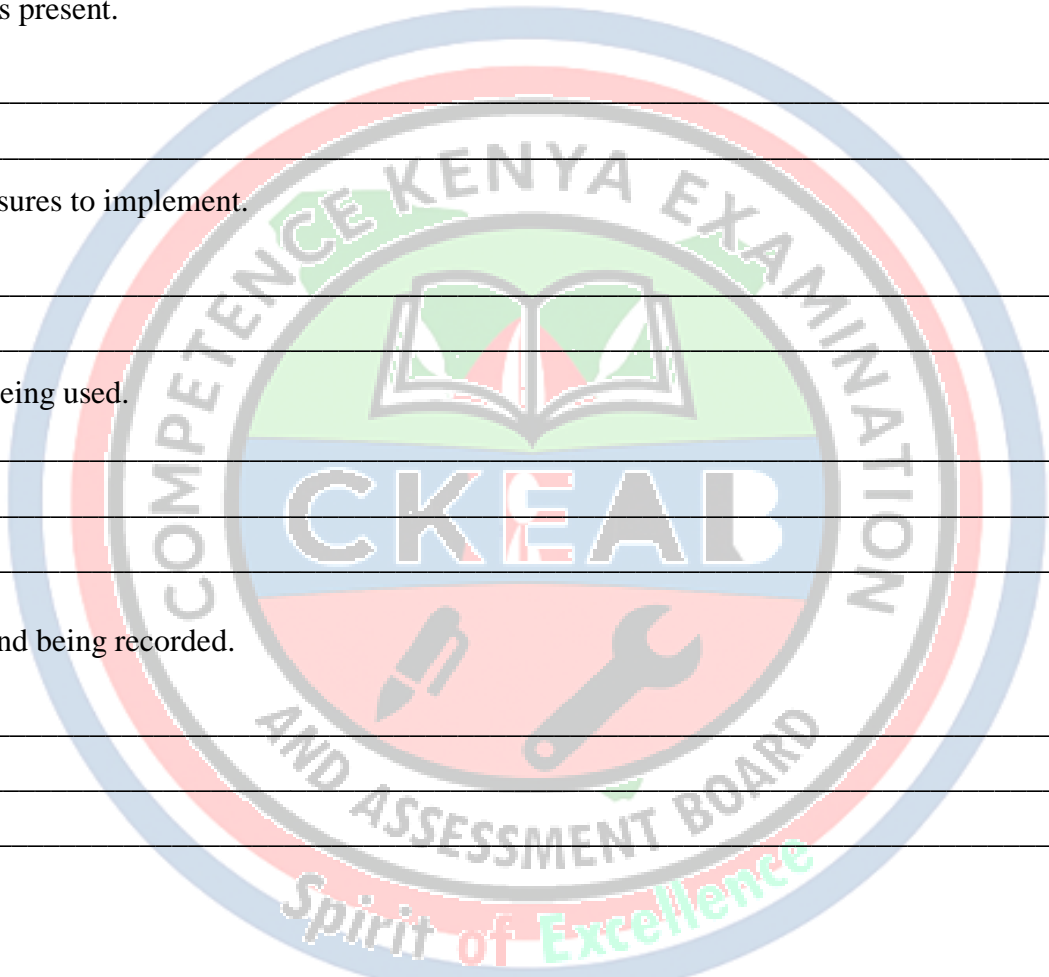 s present.
sures to implement.
eing used.
nd being recorded.
COMPETENCE KENYA EXAMINATION
CKEAB
AND ASSESSMENT BOARD
Spirit of Excellence